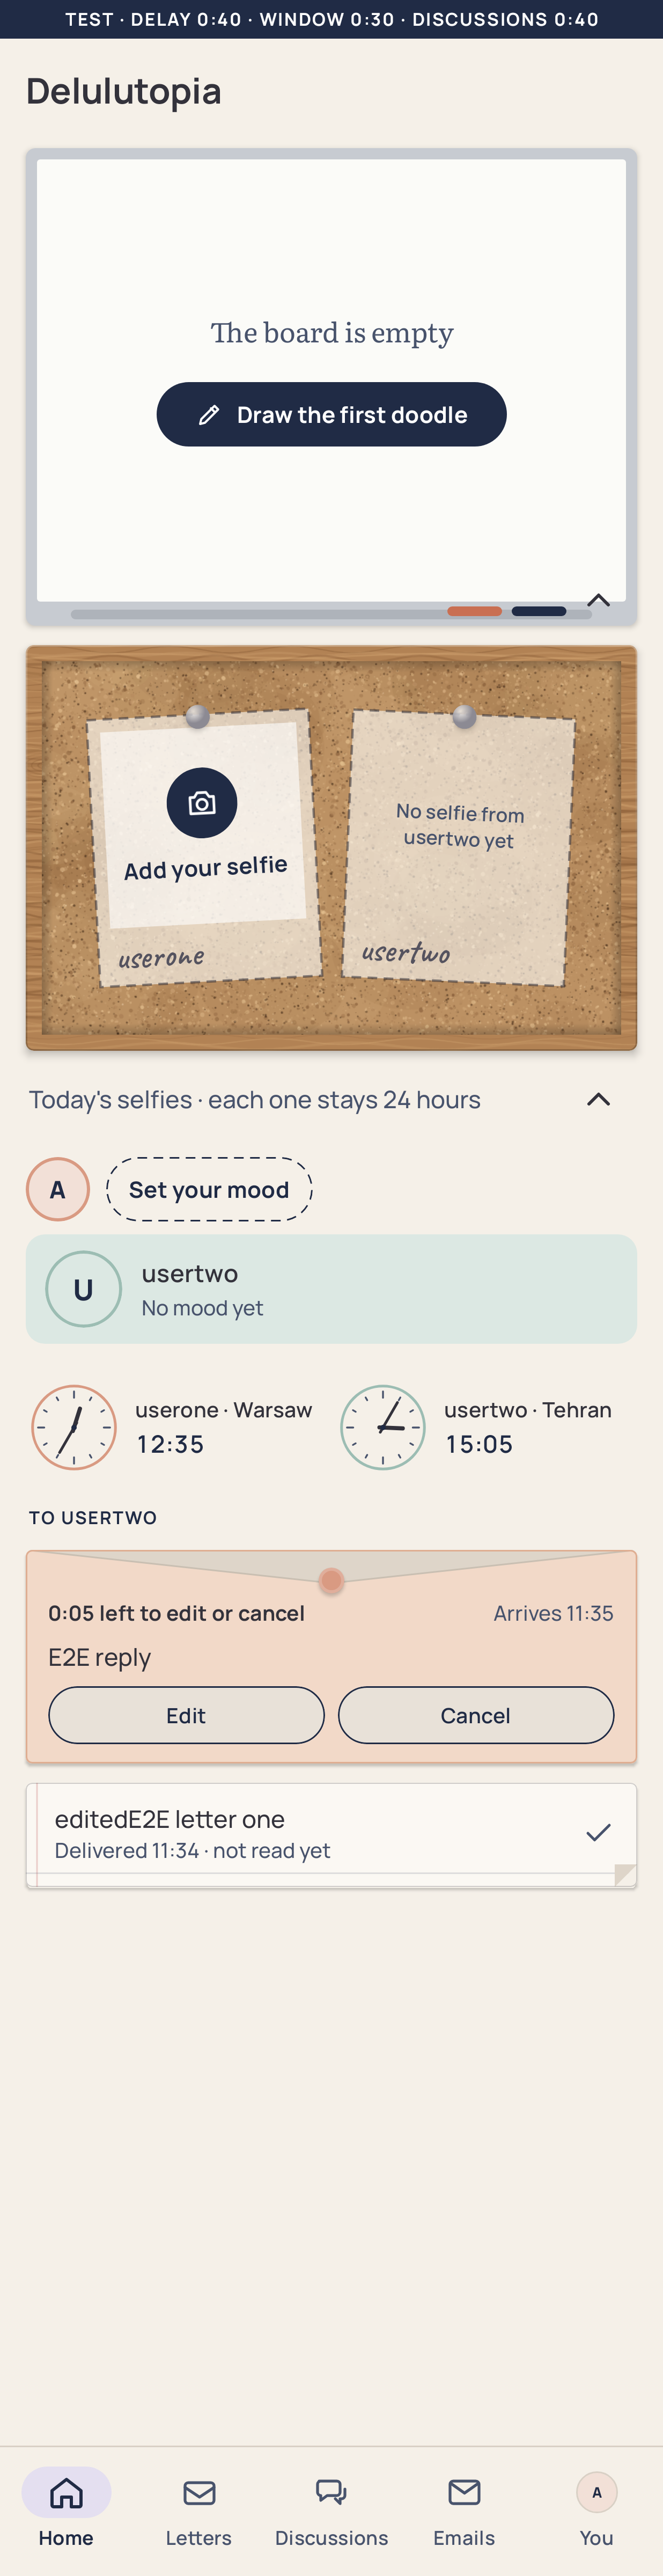 TEST · DELAY 0:40 · WINDOW 0:30 · DISCUSSIONS 0:40
Delulutopia
The board is empty
Draw the first doodle
Add your selfie
userone
No selfie from
usertwo yet
usertwo
Today's selfies · each one stays 24 hours
A
Set your mood
U
usertwo
No mood yet
userone · Warsaw
12:35
usertwo · Tehran
15:05
TO USERTWO
0:05 left to edit or cancel
Arrives 11:35
E2E reply
Edit
Cancel
editedE2E letter one
Delivered 11:34 · not read yet
A
Home
Letters
Discussions
Emails
You